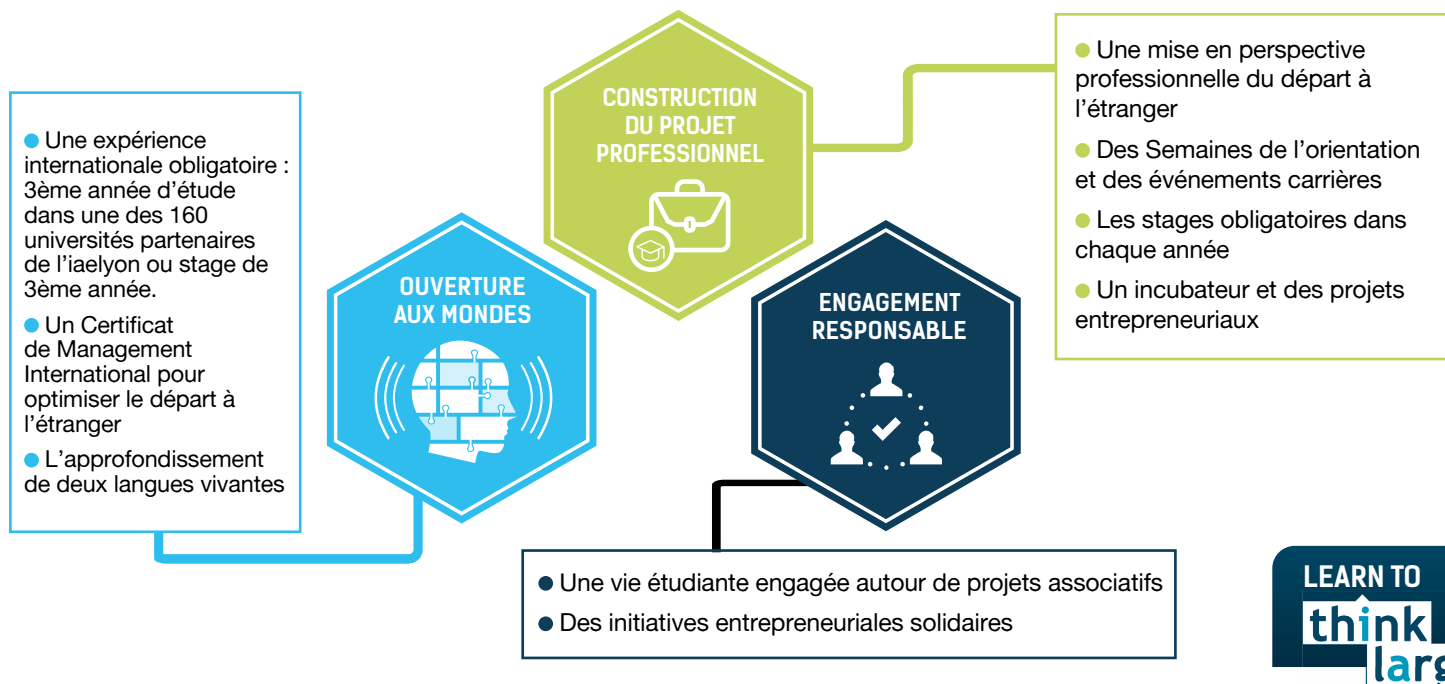 ● Une expérience
internationale obligatoire :
3ème année d'étude
dans une des 160
universités partenaires
de l'iaelyon ou stage de
3ème année.
● Un Certificat
de Management
International pour
optimiser le départ à
l'étranger
● L'approfondissement
de deux langues vivantes
OUVERTURE
AUX MONDES
CONSTRUCTION
DU PROJET
PROFESSIONNEL
● Une mise en perspective
professionnelle du départ à
l'étranger
● Des Semaines de l'orientation
et des événements carrières
● Les stages obligatoires dans
chaque année
● Un incubateur et des projets
entrepreneuriaux
ENGAGEMENT
RESPONSABLE
● Une vie étudiante engagée autour de projets associatifs
● Des initiatives entrepreneuriales solidaires
LEARN TO
think